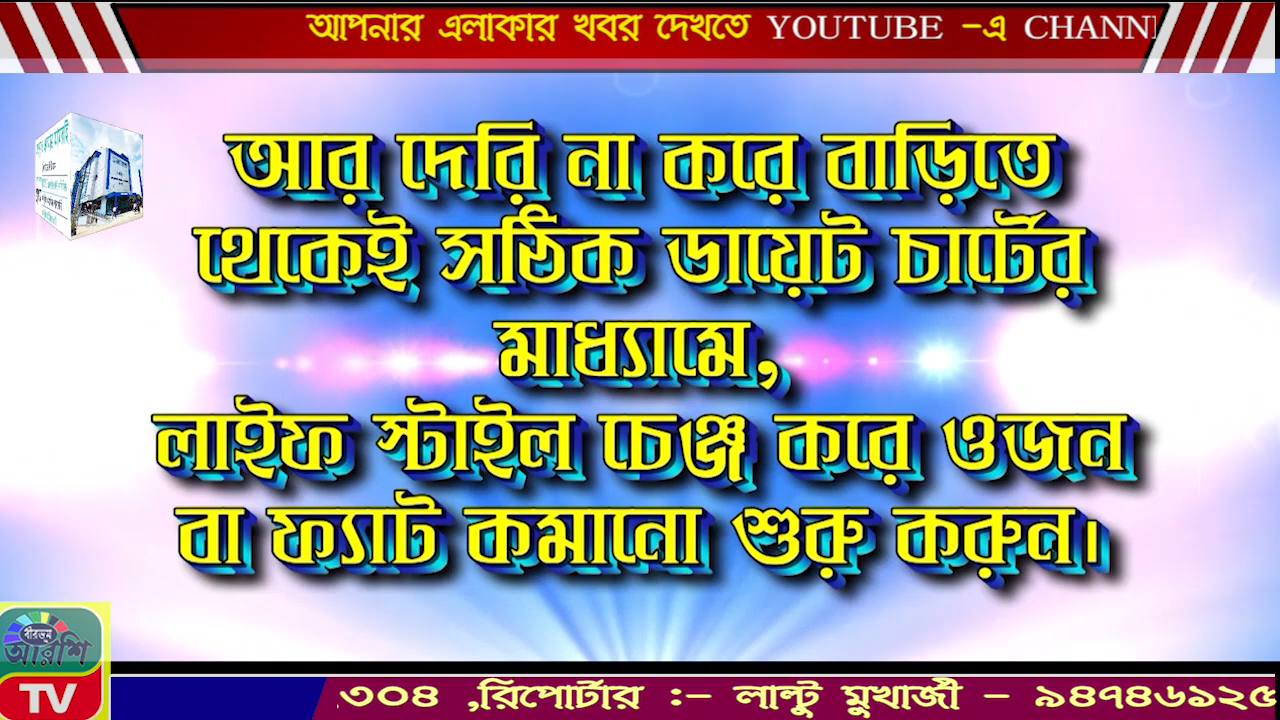 আপনার এলাকার খবর দেখতে YOUTUBE -এ CHANN
আর দেরি না করে বাড়িতে
থেকেই সঠিক ডায়েট চার্টের
মাধ্যমে,
লাইফ স্টাইল চেঞ্জ করে ওজন
বা ফ্যাট কমানো শুরু করুন।
বীরভূম
আরশি
TV
৩০৪ ,রিপোর্টার :- লাল্টু মুখার্জী - ৯৪৭৪৬১২৫